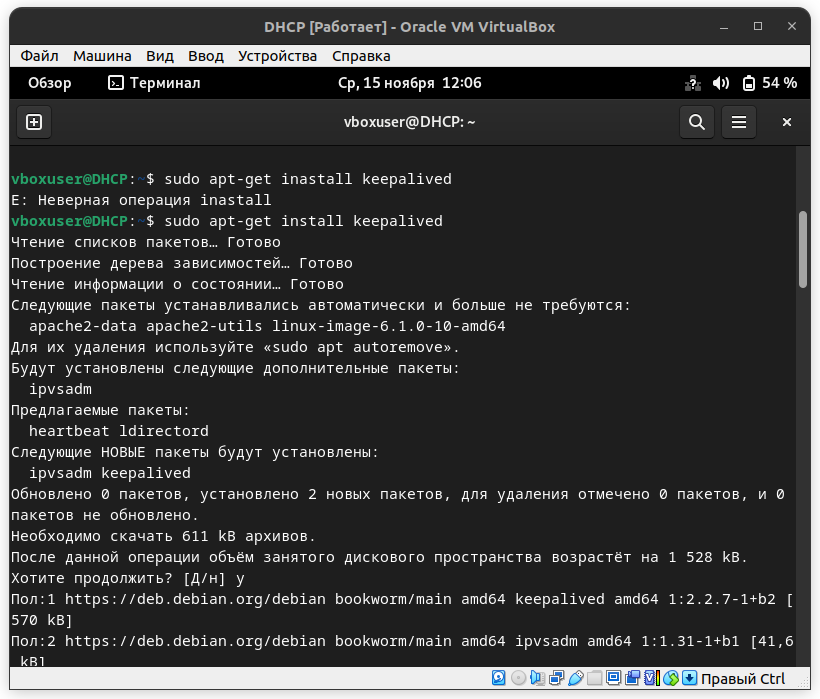 DHCP [Работает] - Oracle VM VirtualBox
Файл Машина Вид Ввод Устройства Справка
Обзор Терминал Ср, 15 ноября 12:06 54 %
vboxuser@DHCP: ~
vboxuser@DHCP:~$ sudo apt-get inastall keepalived
E: Неверная операция inastall
vboxuser@DHCP:~$ sudo apt-get install keepalived
Чтение списков пакетов… Готово
Построение дерева зависимостей… Готово
Чтение информации о состоянии… Готово
Следующие пакеты устанавливались автоматически и больше не требуются:
apache2-data apache2-utils linux-image-6.1.0-10-amd64
Для их удаления используйте «sudo apt autoremove».
Будут установлены следующие дополнительные пакеты:
ipvsadm
Предлагаемые пакеты:
heartbeat ldirectord
Следующие НОВЫЕ пакеты будут установлены:
ipvsadm keepalived
Обновлено 0 пакетов, установлено 2 новых пакетов, для удаления отмечено 0 пакетов, и 0
пакетов не обновлено.
Необходимо скачать 611 kB архивов.
После данной операции объём занятого дискового пространства возрастёт на 1 528 kB.
Хотите продолжить? [Д/н] y
Пол:1 https://deb.debian.org/debian bookworm/main amd64 keepalived amd64 1:2.2.7-1+b2 [
570 kB]
Пол:2 https://deb.debian.org/debian bookworm/main amd64 ipvsadm amd64 1:1.31-1+b1 [41,6
kB]
Правый Ctrl